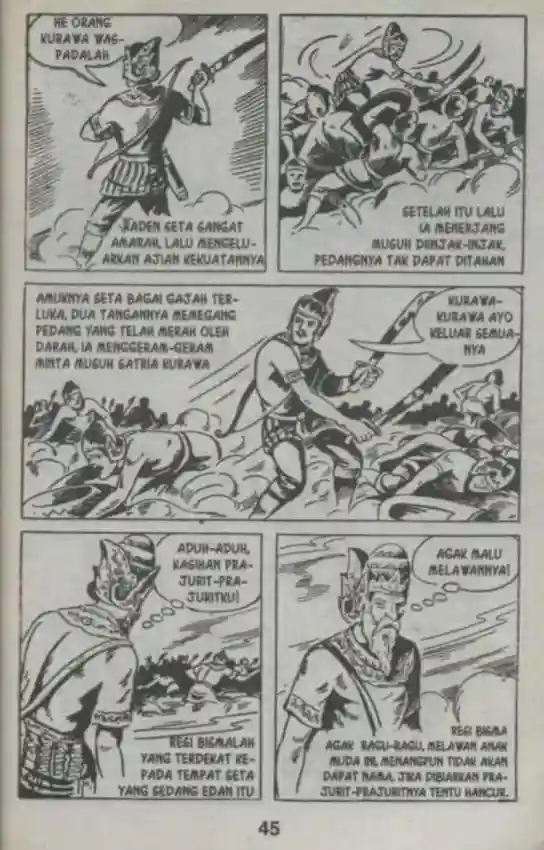 HE ORANG
KURAWA WAS-
PADALAH
RADEN SETA SANGAT
AMARAH, LALU MENGELU-
ARKAN AJIAN KEKUATANNYA
SETELAH ITU LALU
IA MENERJANG
MUSUH DIINJAK-INJAK,
PEDANGNYA TAK DAPAT DITAHAN
AMUKNYA SETA BAGAI GAJAH TER-
LUKA, DUA TANGANNYA MEMEGANG
PEDANG YANG TELAH MERAH OLEH
DARAH, IA MENGGERAM-GERAM
MINTA MUSUH SATRIA KURAWA
KURAWA-
KURAWA AYO
KELUAR SEMUA-
NYA
ADUH-ADUH,
KASIHAN PRA-
JURIT-PRA-
JURITKU!
RESI BISMALAH
YANG TERDEKAT KE-
PADA TEMPAT SETA
YANG SEDANG EDAN ITU
AGAK MALU
MELAWANNYA!
RESI BISMA
AGAK RAGU-RAGU, MELAWAN ANAK
MUDA INI, MENANGPUN TIDAK AKAN
DAPAT NAMA, JIKA DIBIARKAN PRA-
JURIT-PRAJURITNYA TENTU HANCUR.
45